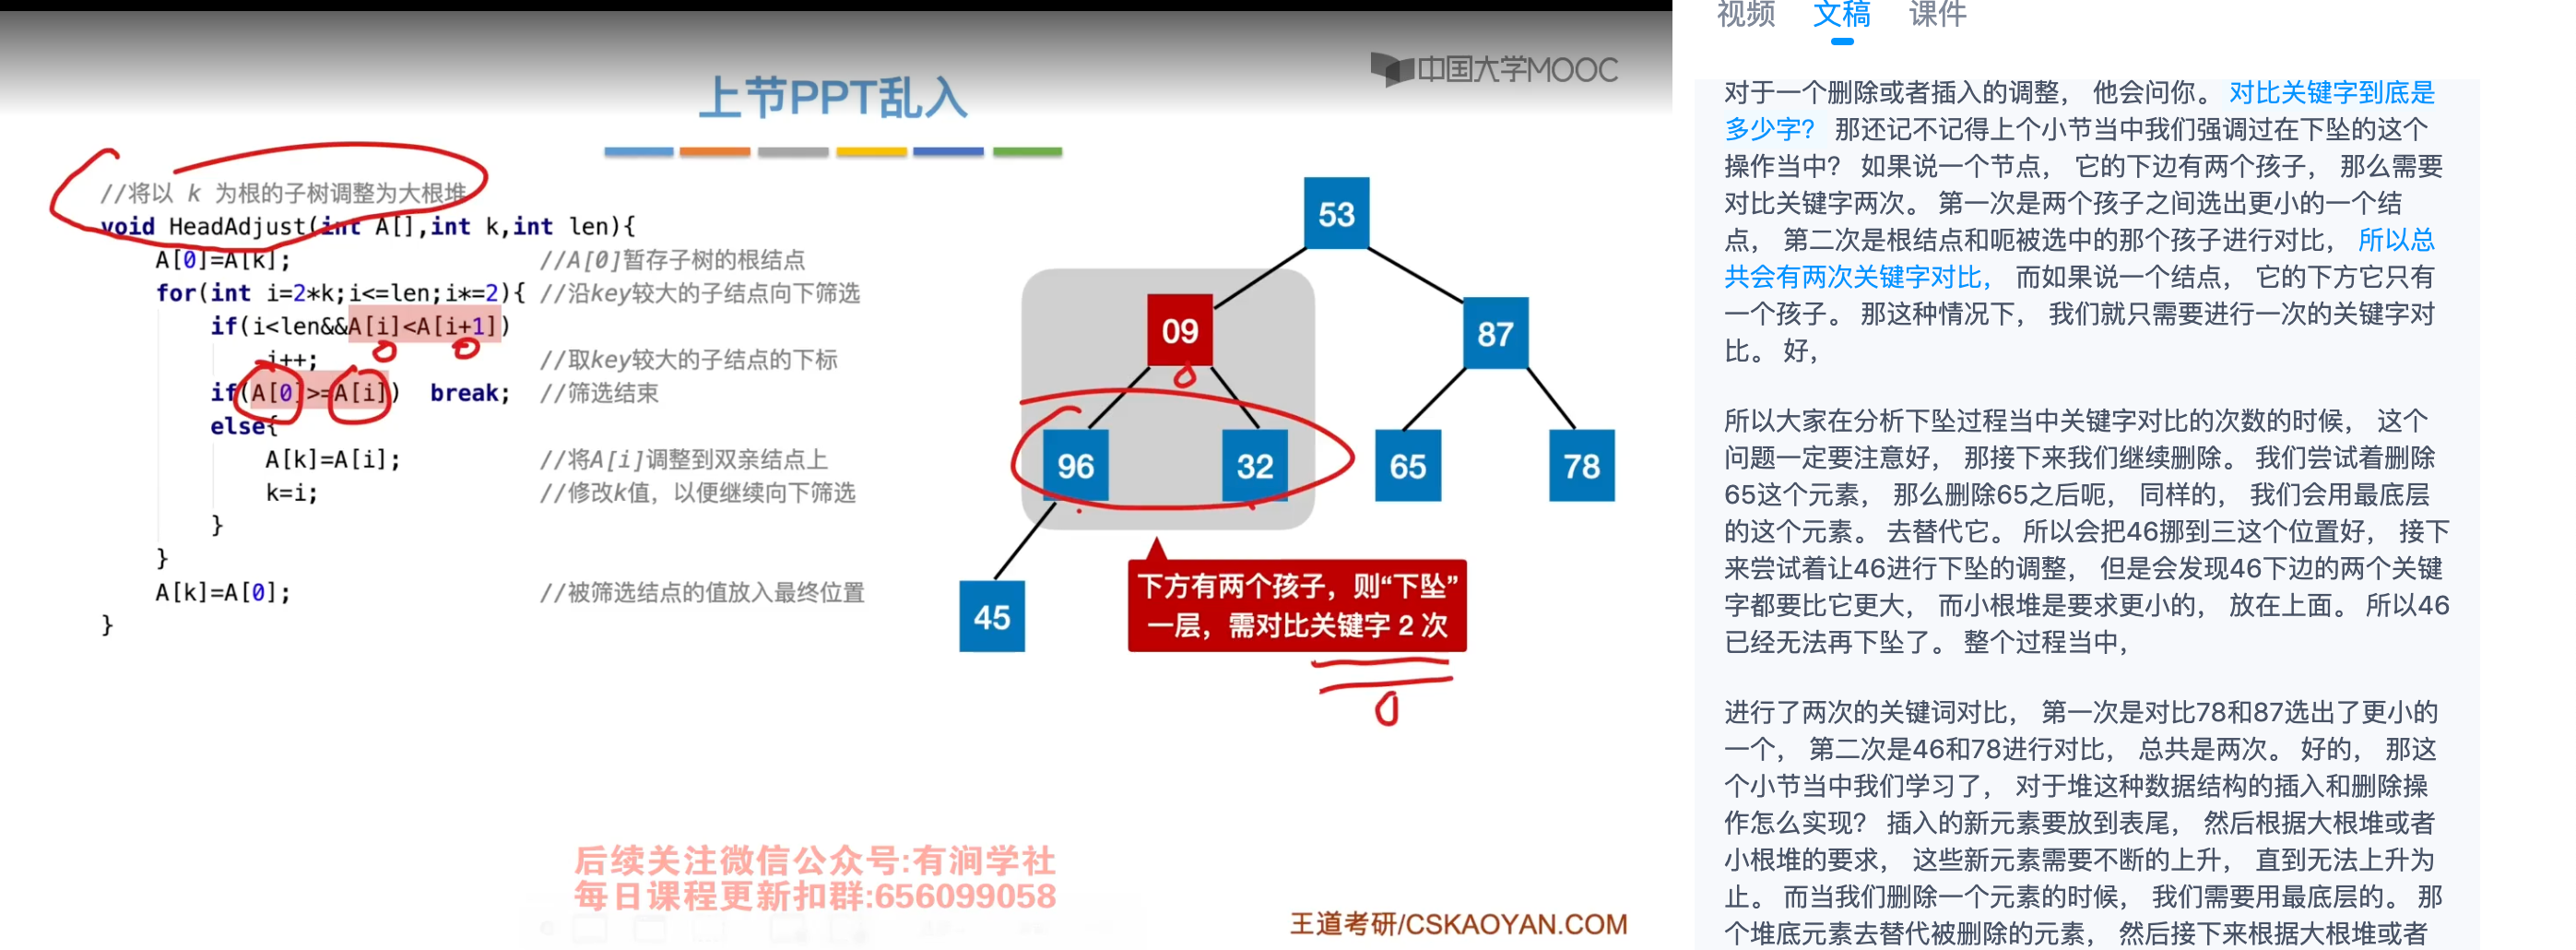 视频 文稿 课件
中国大学MOOC
上节PPT乱入
//将以 k 为根的子树调整为大根堆
void HeadAdjust(int A[],int k,int len){
A[0]=A[k]; //A[0]暂存子树的根结点
for(int i=2*k;i<=len;i*=2){ //沿key较大的子结点向下筛选
if(i<len&&A[i]<A[i+1])
i++; //取key较大的子结点的下标
if(A[0]>=A[i]) break; //筛选结束
else{
A[k]=A[i]; //将A[i]调整到双亲结点上
k=i; //修改k值，以便继续向下筛选
}
}
A[k]=A[0]; //被筛选结点的值放入最终位置
}
53
09
87
96
32
65
78
45
下方有两个孩子，则“下坠”
一层，需对比关键字 2 次
后续关注微信公众号:有涧学社
每日课程更新扣群:656099058
王道考研/CSKAOYAN.COM
对于一个删除或者插入的调整， 他会问你。 对比关键字到底是
多少字？ 那还记不记得上个小节当中我们强调过在下坠的这个
操作当中？ 如果说一个节点， 它的下边有两个孩子， 那么需要
对比关键字两次。 第一次是两个孩子之间选出更小的一个结
点， 第二次是根结点和呃被选中的那个孩子进行对比， 所以总
共会有两次关键字对比， 而如果说一个结点， 它的下方它只有
一个孩子。 那这种情况下， 我们就只需要进行一次的关键字对
比。 好，
所以大家在分析下坠过程当中关键字对比的次数的时候， 这个
问题一定要注意好， 那接下来我们继续删除。 我们尝试着删除
65这个元素， 那么删除65之后呃， 同样的， 我们会用最底层
的这个元素。 去替代它。 所以会把46挪到三这个位置好， 接下
来尝试着让46进行下坠的调整， 但是会发现46下边的两个关键
字都要比它更大， 而小根堆是要求更小的， 放在上面。 所以46
已经无法再下坠了。 整个过程当中，
进行了两次的关键词对比， 第一次是对比78和87选出了更小的
一个， 第二次是46和78进行对比， 总共是两次。 好的， 那这
个小节当中我们学习了， 对于堆这种数据结构的插入和删除操
作怎么实现？ 插入的新元素要放到表尾， 然后根据大根堆或者
小根堆的要求， 这些新元素需要不断的上升， 直到无法上升为
止。 而当我们删除一个元素的时候， 我们需要用最底层的。 那
个堆底元素去替代被删除的元素， 然后接下来根据大根堆或者